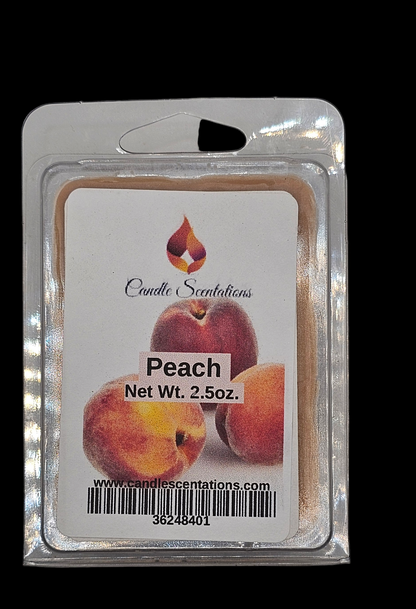 Candle Scentations
Peach
Net Wt. 2.5oz.
www.candlescentations.com
36248401